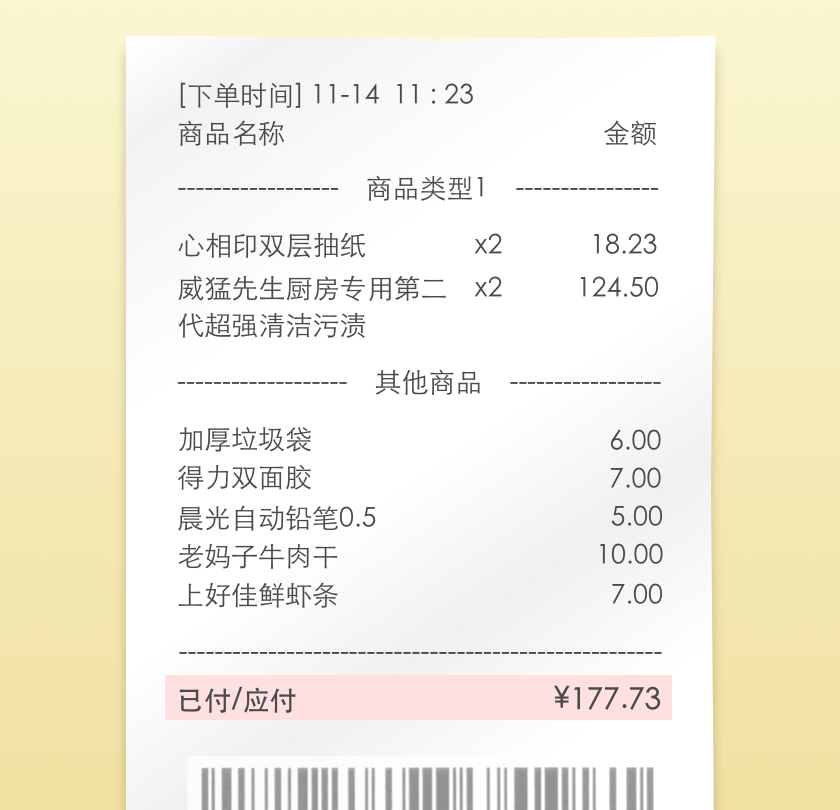 [下单时间] 11-14 11 : 23
商品名称 金额
------------------ 商品类型1 ----------------
心相印双层抽纸 x2 18.23
威猛先生厨房专用第二 x2 124.50
代超强清洁污渍
------------------- 其他商品 -----------------
加厚垃圾袋 6.00
得力双面胶 7.00
晨光自动铅笔0.5 5.00
老妈子牛肉干 10.00
上好佳鲜虾条 7.00
------------------------------------------------------
已付/应付 ¥177.73